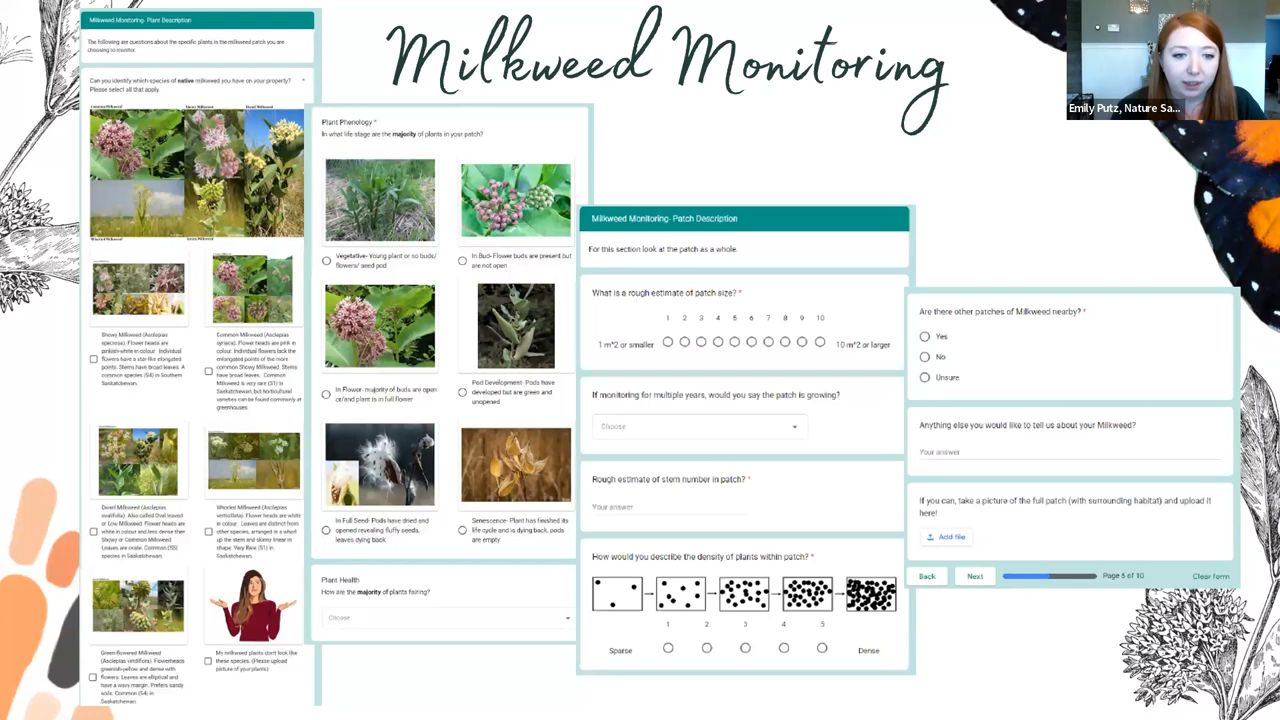 Milkweed Monitoring
Emily Putz, Nature Sa...
Milkweed Monitoring- Plant Description
The following are questions about the specific plants in the milkweed patch you are
choosing to monitor.
Can you identify which species of native milkweed you have on your property? *
Please select all that apply.
Common Milkweed
Showy Milkweed
Dwarf Milkweed
Whorled Milkweed
Green Milkweed
Showy Milkweed (Asclepias
speciosa). Flower heads are
pinkish-white in colour. Individual
flowers have a star-like elongated
points. Stems have broad leaves. A
common species (S4) in Southern
Saskatchewan.
Common Milkweed (Asclepias
syriaca). Flower heads are pink in
colour. Individual flowers lack the
elongated points of the more
common Showy Milkweed. Stems
have broad leaves. Common
Milkweed is very rare (S1) in
Saskatchewan, but horticultural
varieties can be found commonly at
greenhouses.
Dwarf Milkweed (Asclepias
ovalifolia). Also called Oval leaved
or Low Milkweed. Flower heads are
white in colour and less dense then
Showy or Common Milkweed
Leaves are ovate. Common (S5)
species in Saskatchewan.
Whorled Milkweed (Asclepias
verticillata). Flower heads are white
in colour. Leaves are distinct from
other species, arranged in a whorl
up the stem and skinny linear in
shape. Very Rare (S1) in
Saskatchewan.
Green-flowered Milkweed
(Asclepias viridiflora). Flowerheads
greenish-yellow and dense with
flowers. Leaves are elliptical and
have a wavy margin. Prefers sandy
soils. Common (S4) in
Saskatchewan.
My milkweed plants don't look like
these species. (Please upload
picture of your plants)
Plant Phenology *
In what life stage are the majority of plants in your patch?
Vegetative- Young plant or no buds/
flowers/ seed pod
In Bud- Flower buds are present but
are not open
In Flower- majority of buds are open
or/and plant is in full flower
Pod Development- Pods have
developed but are green and
unopened
In Full Seed- Pods have dried and
opened revealing fluffy seeds,
leaves dying back
Senescence- Plant has finished its
life cycle and is dying back, pods
are empty
Plant Health
How are the majority of plants fairing?
Choose
Milkweed Monitoring- Patch Description
For this section look at the patch as a whole.
What is a rough estimate of patch size? *
1 2 3 4 5 6 7 8 9 10
1 m^2 or smaller
10 m^2 or larger
If monitoring for multiple years, would you say the patch is growing?
Choose
Rough estimate of stem number in patch? *
Your answer
How would you describe the density of plants within patch? *
1 2 3 4 5
Sparse
Dense
Are there other patches of Milkweed nearby? *
Yes
No
Unsure
Anything else you would like to tell us about your Milkweed?
Your answer
If you can, take a picture of the full patch (with surrounding habitat) and upload it
here!
Add file
Back
Next
Page 5 of 10
Clear form